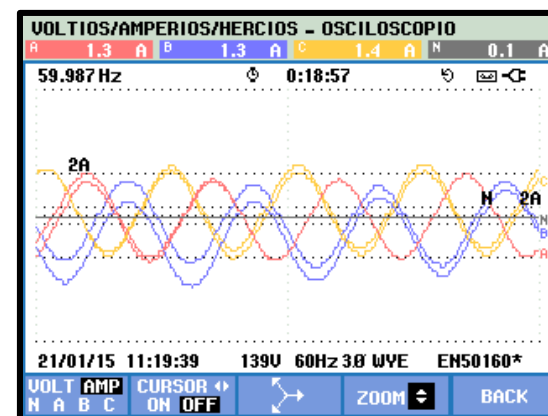 VOLTIOS/AMPERIOS/HERCIOS - OSCILOSCOPIO
A 1.3 A B 1.3 A C 1.4 A N 0.1 A
59.987 Hz 0:18:57
2A
N 2A
C
N
B
A
21/01/15 11:19:39 139V 60Hz 3.Ø WYE EN50160*
VOLT AMP CURSOR ZOOM BACK
N A B C ON OFF